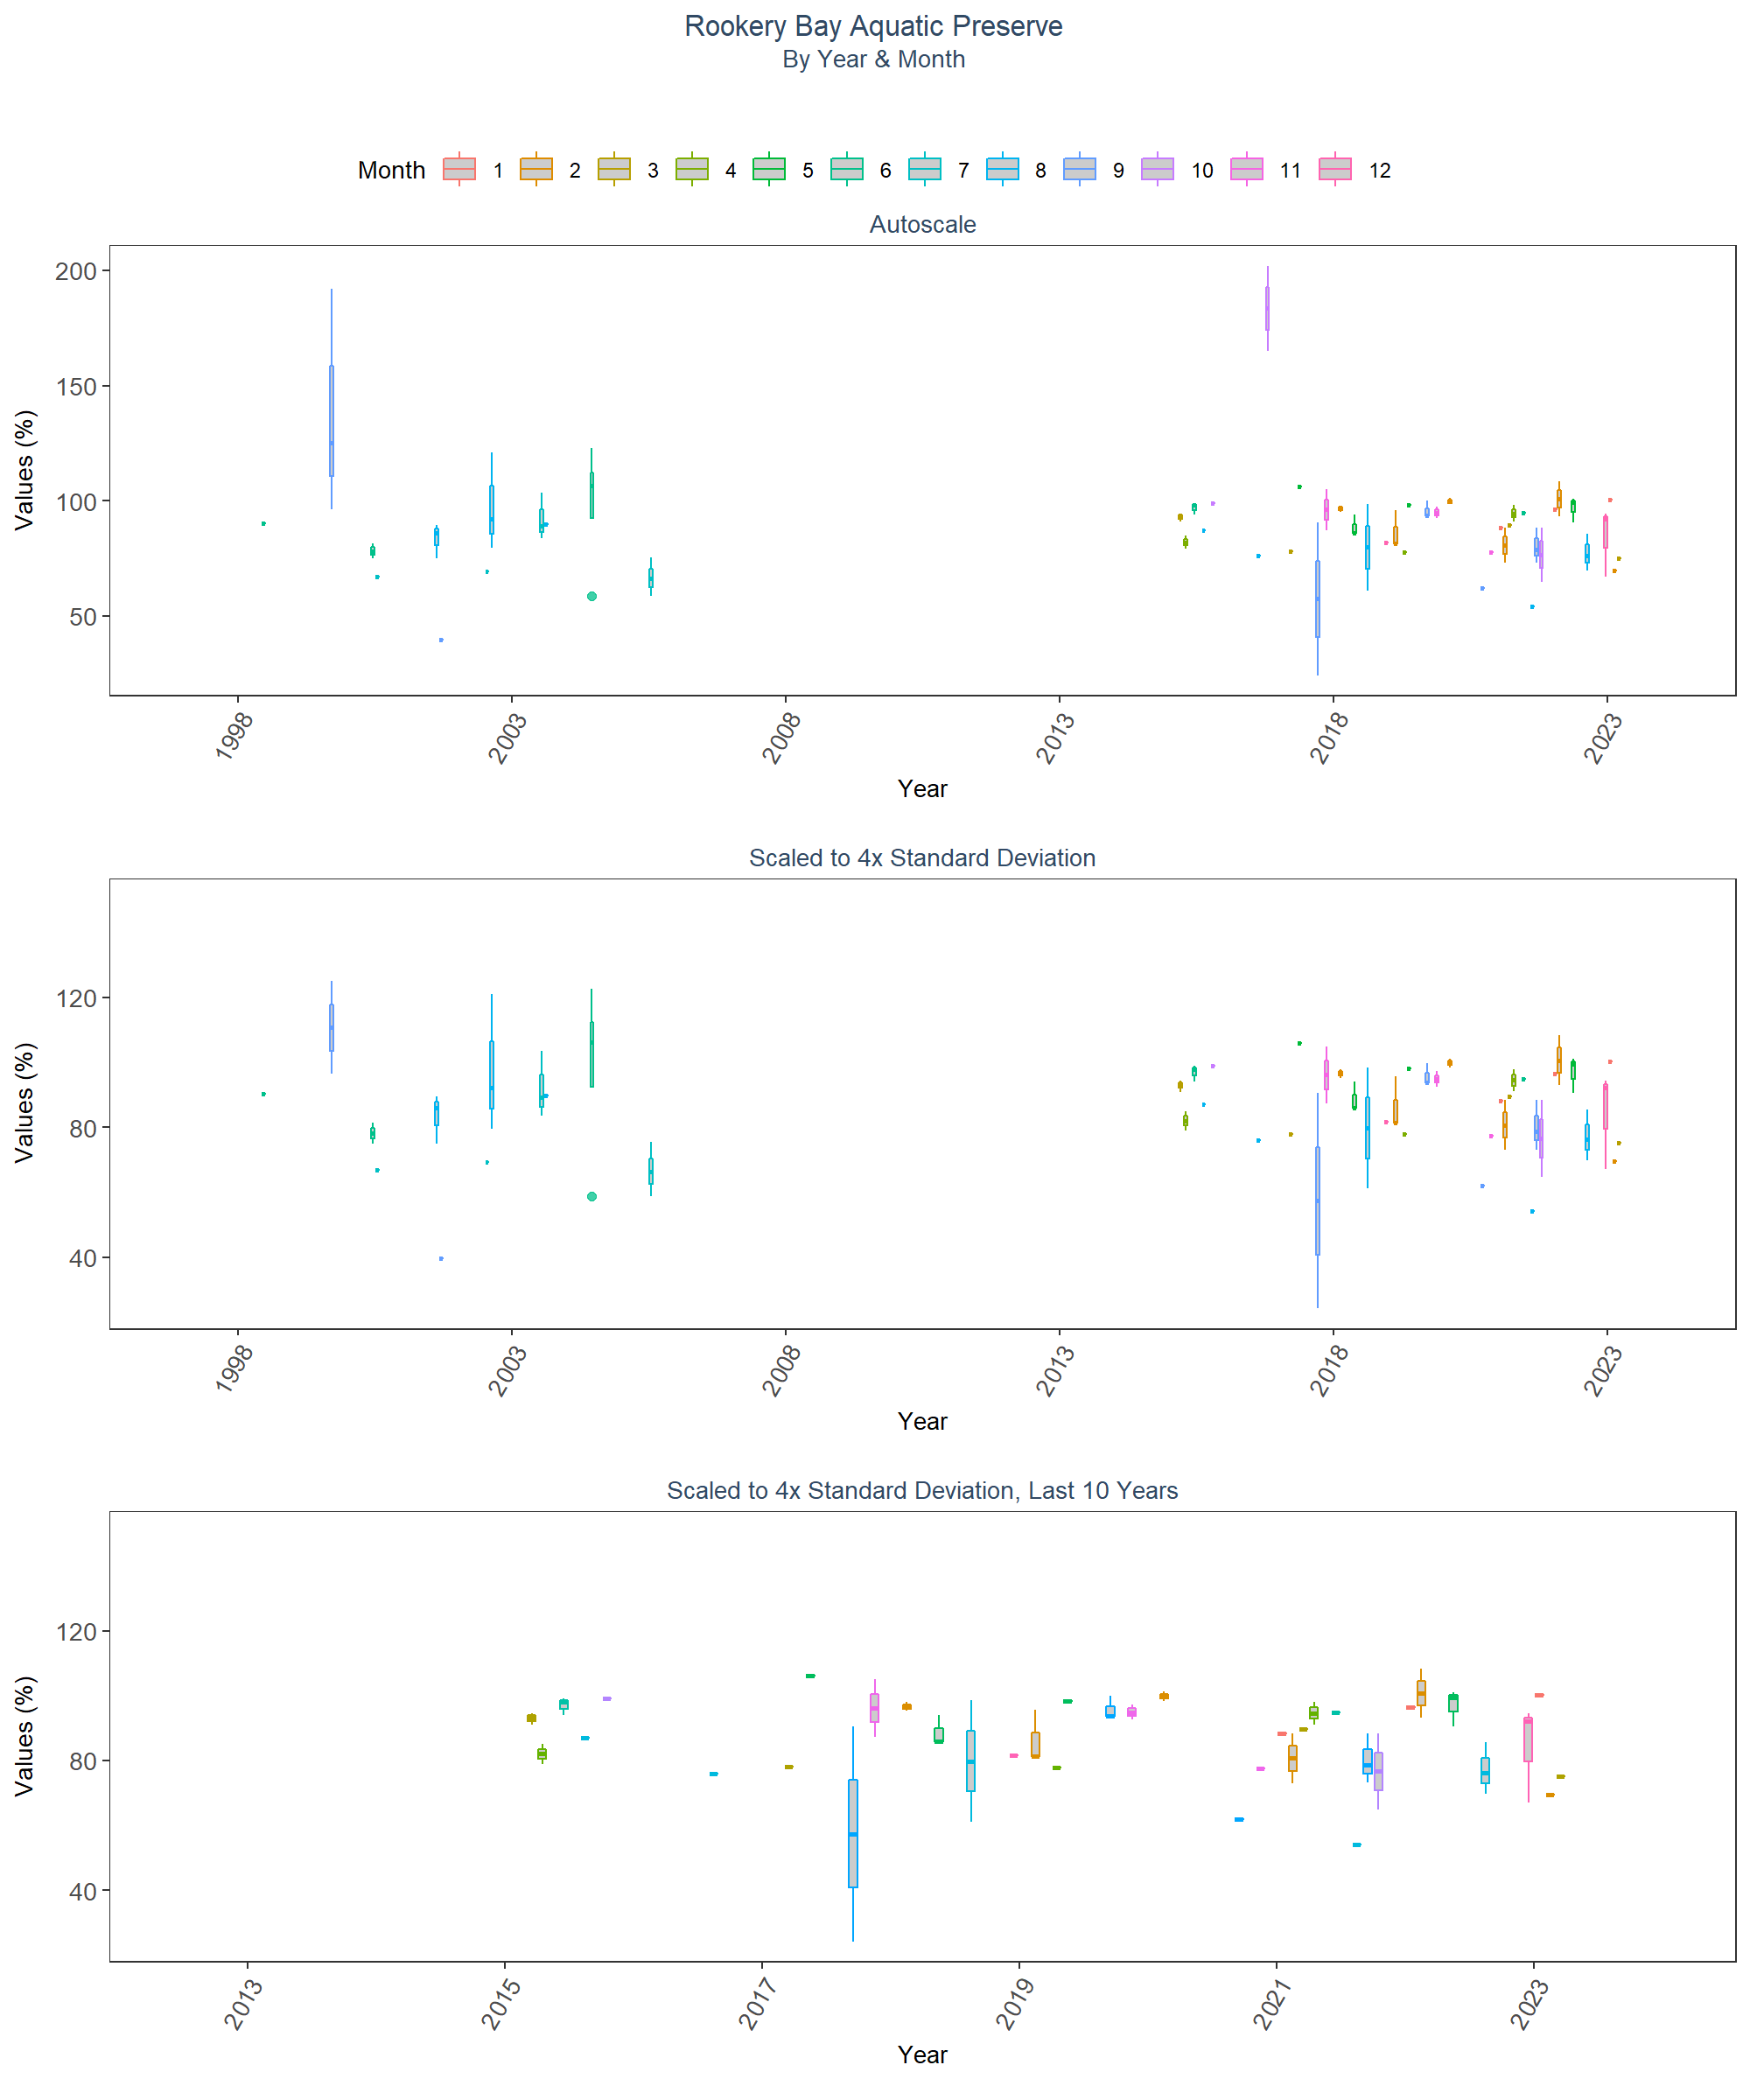 Rookery Bay Aquatic Preserve
By Year & Month
Month 1 2 3 4 5 6 7 8 9 10 11 12
Autoscale
200
150
100
50
Values (%)
1998 2003 2008 2013 2018 2023
Year
Scaled to 4x Standard Deviation
120
80
40
Values (%)
1998 2003 2008 2013 2018 2023
Year
Scaled to 4x Standard Deviation, Last 10 Years
120
80
40
Values (%)
2013 2015 2017 2019 2021 2023
Year